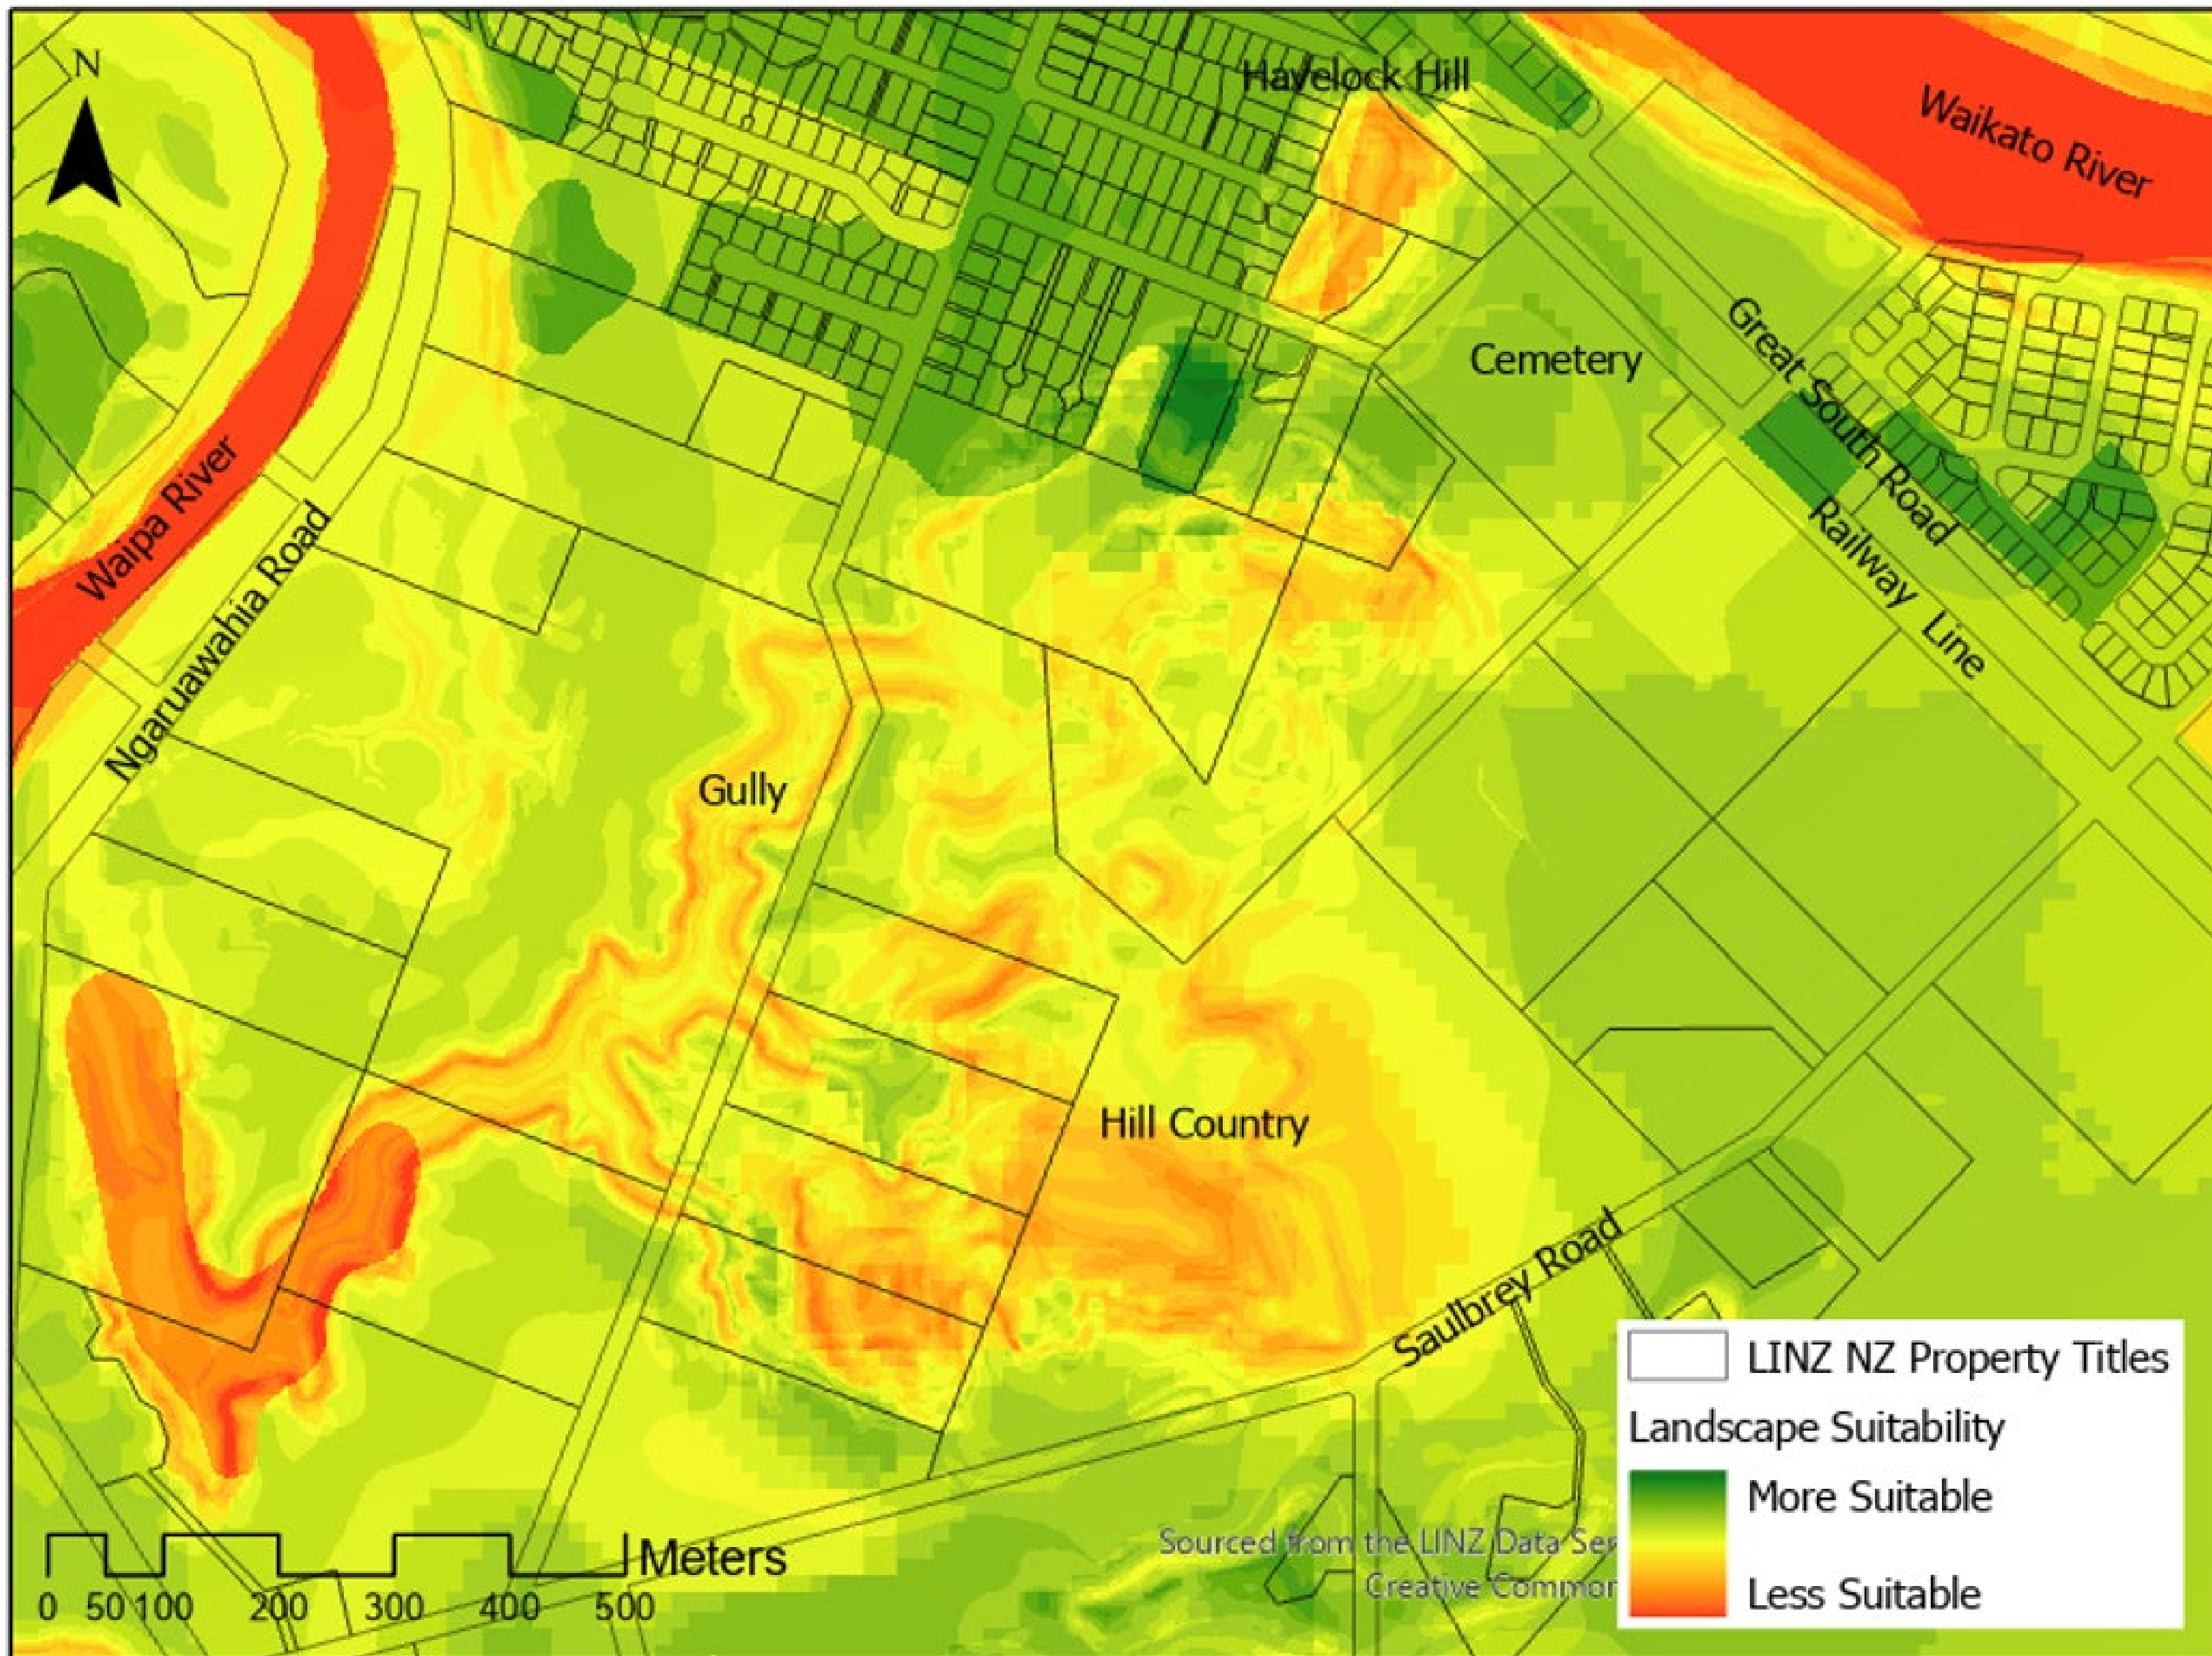 N
Havelock Hill
Waikato River
Great South Road
Cemetery
Railway Line
Waipa River
Ngaruawahia Road
Gully
Hill Country
Saulbrey Road
LINZ NZ Property Titles
Landscape Suitability
More Suitable
Less Suitable
Sourced from the LINZ Data Ser
Creative Common
Meters
0 50 100 200 300 400 500